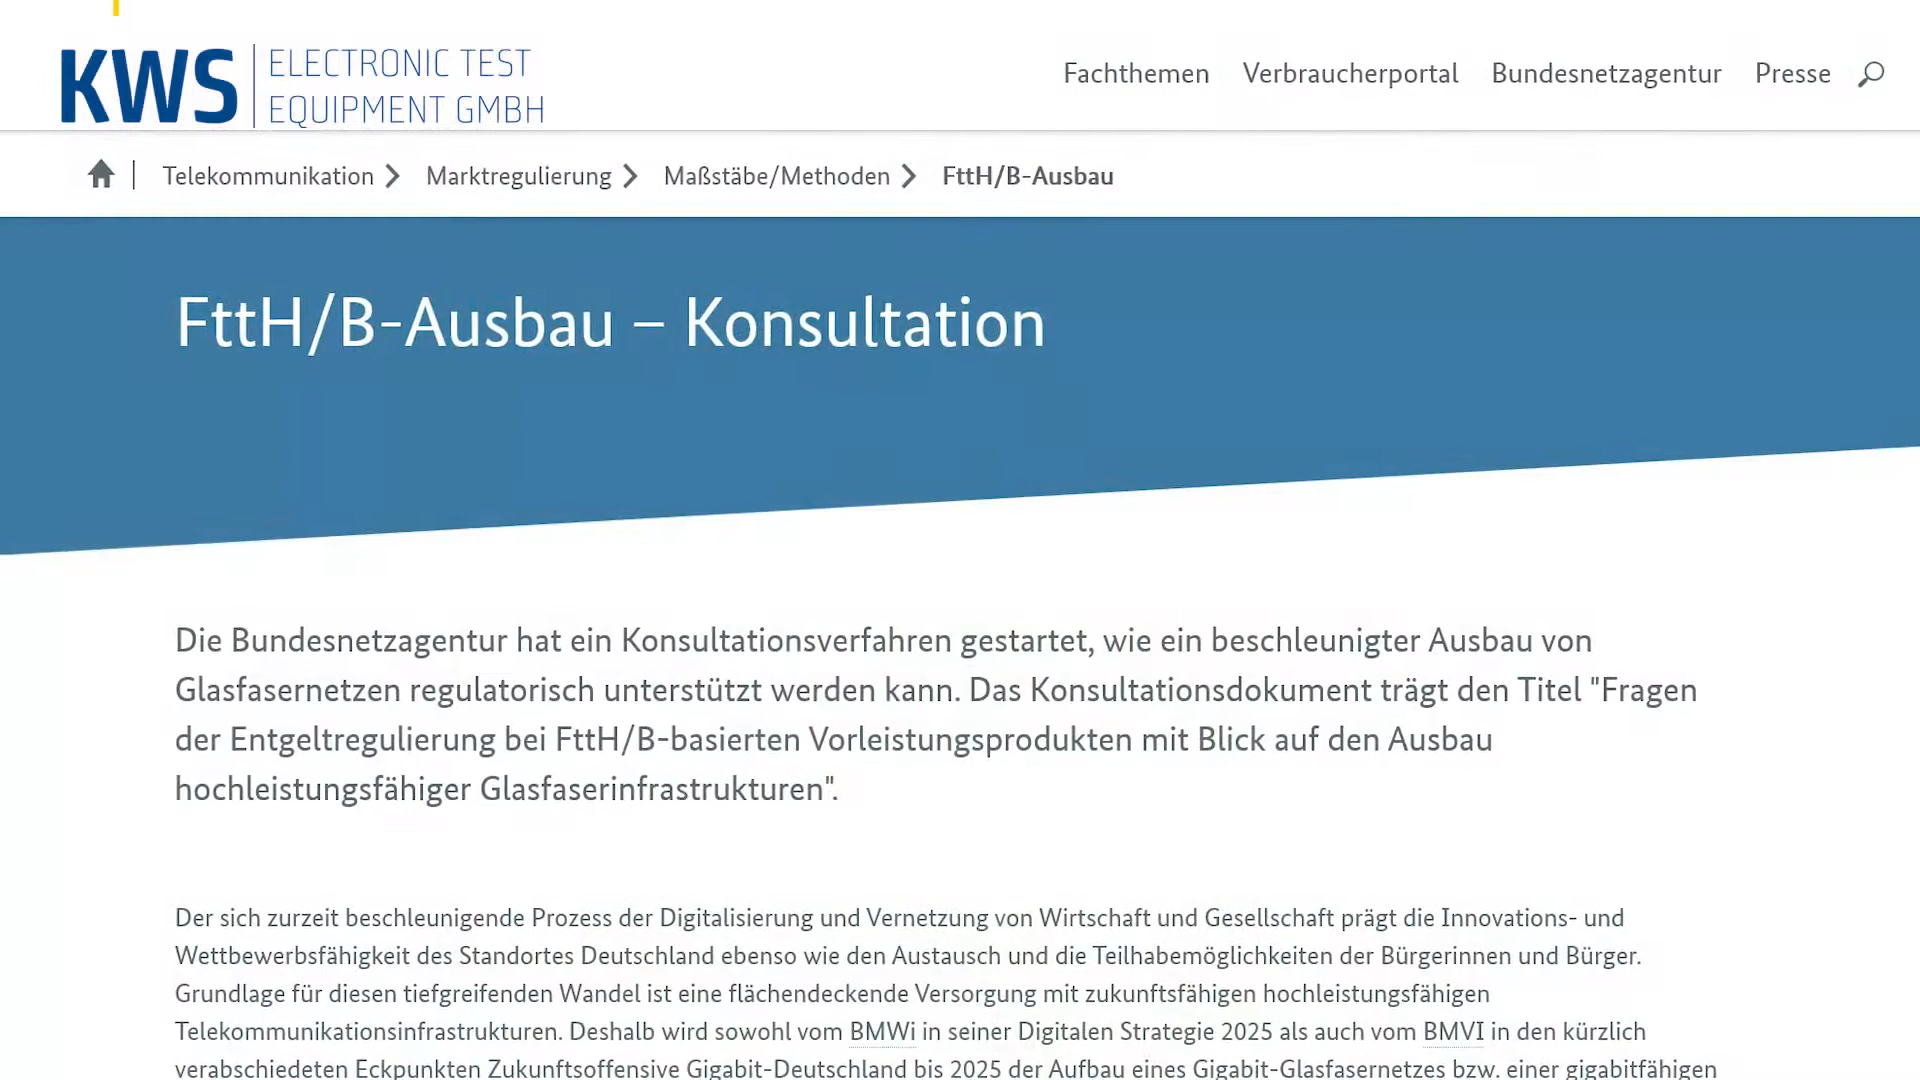 KWS ELECTRONIC TEST EQUIPMENT GMBH
Fachthemen Verbraucherportal Bundesnetzagentur Presse
Telekommunikation Marktregulierung Maßstäbe/Methoden FttH/B-Ausbau
FttH/B-Ausbau – Konsultation
Die Bundesnetzagentur hat ein Konsultationsverfahren gestartet, wie ein beschleunigter Ausbau von
Glasfasernetzen regulatorisch unterstützt werden kann. Das Konsultationsdokument trägt den Titel "Fragen
der Entgeltregulierung bei FttH/B-basierten Vorleistungsprodukten mit Blick auf den Ausbau
hochleistungsfähiger Glasfaserinfrastrukturen".
Der sich zurzeit beschleunigende Prozess der Digitalisierung und Vernetzung von Wirtschaft und Gesellschaft prägt die Innovations- und
Wettbewerbsfähigkeit des Standortes Deutschland ebenso wie den Austausch und die Teilhabemöglichkeiten der Bürgerinnen und Bürger.
Grundlage für diesen tiefgreifenden Wandel ist eine flächendeckende Versorgung mit zukunftsfähigen hochleistungsfähigen
Telekommunikationsinfrastrukturen. Deshalb wird sowohl vom BMWi in seiner Digitalen Strategie 2025 als auch vom BMVI in den kürzlich
verabschiedeten Eckpunkten Zukunftsoffensive Gigabit-Deutschland bis 2025 der Aufbau eines Gigabit-Glasfasernetzes bzw. einer gigabitfähigen